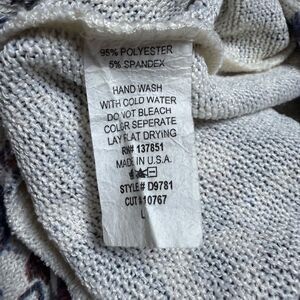 95% POLYESTER
5% SPANDEX
HAND WASH
WITH COLD WATER
DO NOT BLEACH
COLOR SEPERATE
LAY FLAT DRYING
RN# 137851
MADE IN U.S.A.
STYLE# D9781
CUT#10767
L